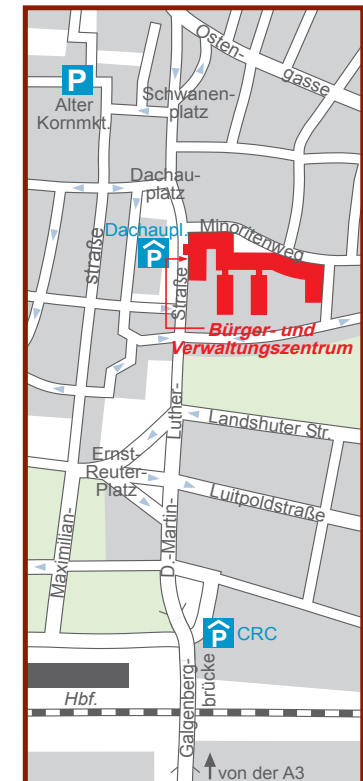 Osten-
gasse
P
Alter
Kornmkt.
Schwanen-
platz
Dachau-
platz
Dachaupl.
P
Minoritenweg
straße
Straße
Bürger- und
Verwaltungszentrum
Luther-
Landshuter Str.
Ernst-
Reuter-
Platz
Luitpoldstraße
Maximilian-
D.-Martin-
P
CRC
Hbf.
Galgenberg-
brücke
von der A3